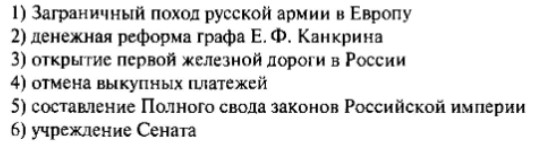 1) Заграничный поход русской армии в Европу
2) денежная реформа графа Е. Ф. Канкрина
3) открытие первой железной дороги в России
4) отмена выкупных платежей
5) составление Полного свода законов Российской империи
6) учреждение Сената